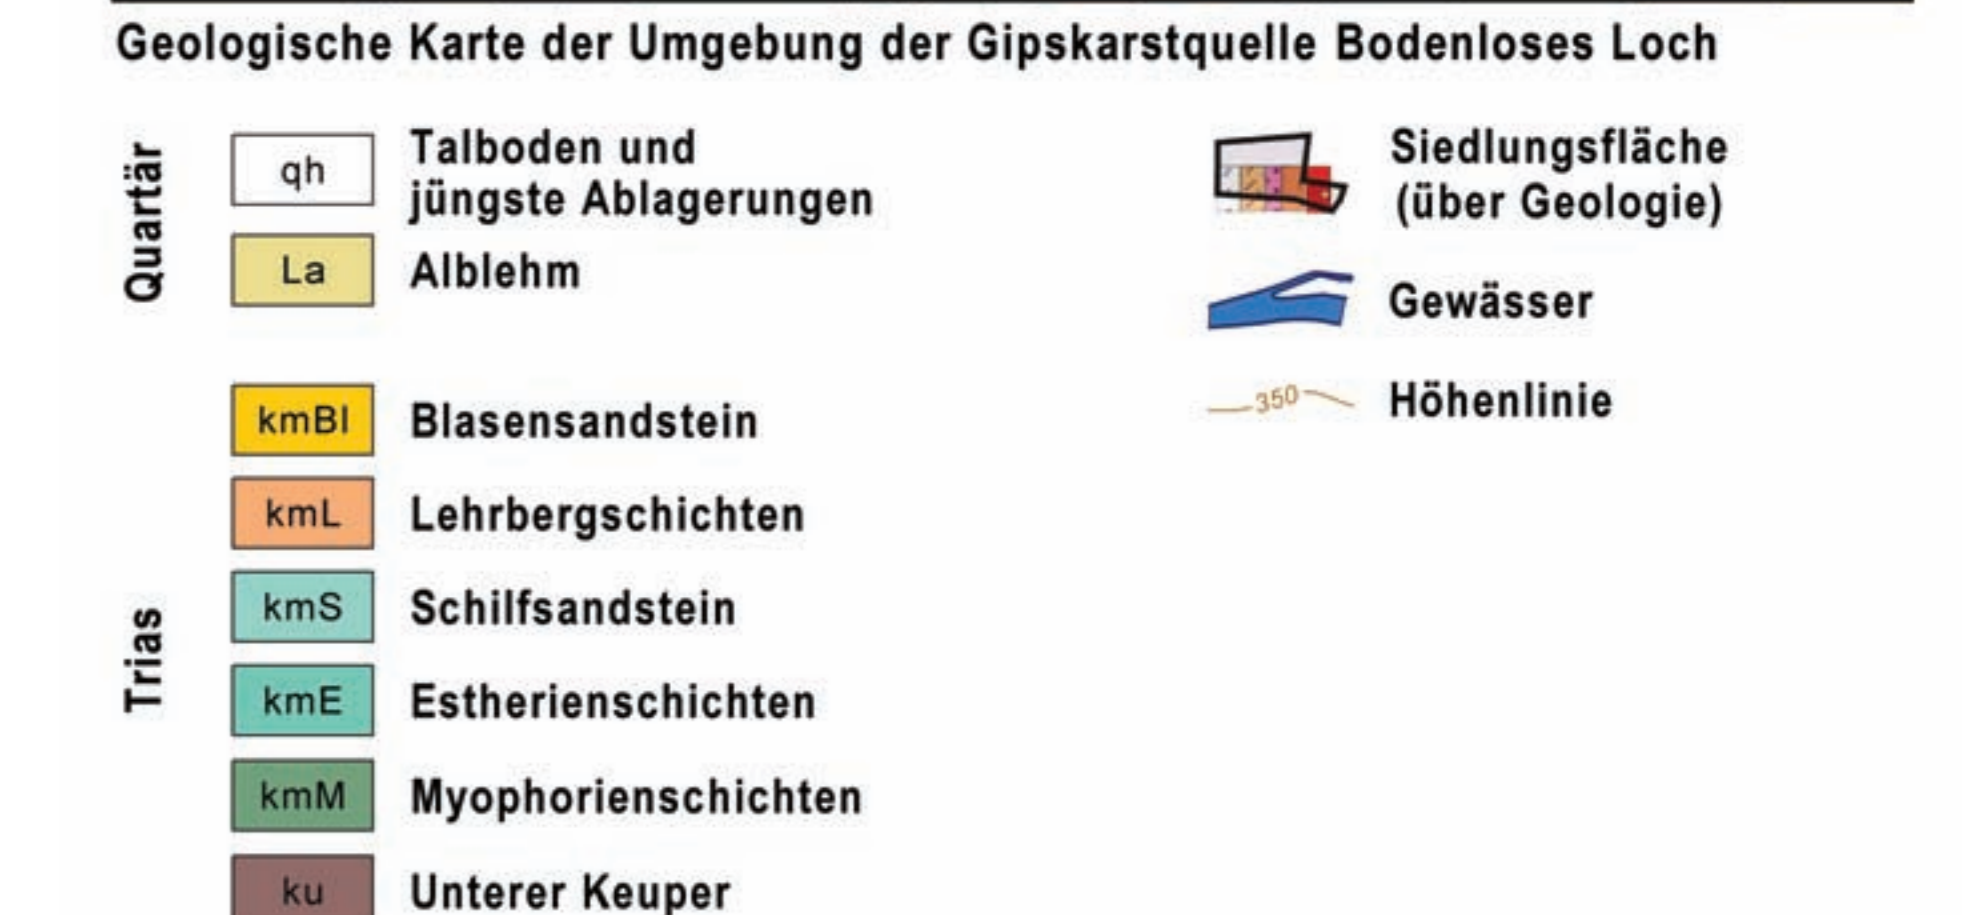 Geologische Karte der Umgebung der Gipskarstquelle Bodenloses Loch
Quartär
qh
Talboden und
jüngste Ablagerungen
La
Alblehm
Trias
kmBl
Blasensandstein
kmL
Lehrbergschichten
kmS
Schilfsandstein
kmE
Estherienschichten
kmM
Myophorienschichten
ku
Unterer Keuper
Siedlungsfläche
(über Geologie)
Gewässer
350
Höhenlinie